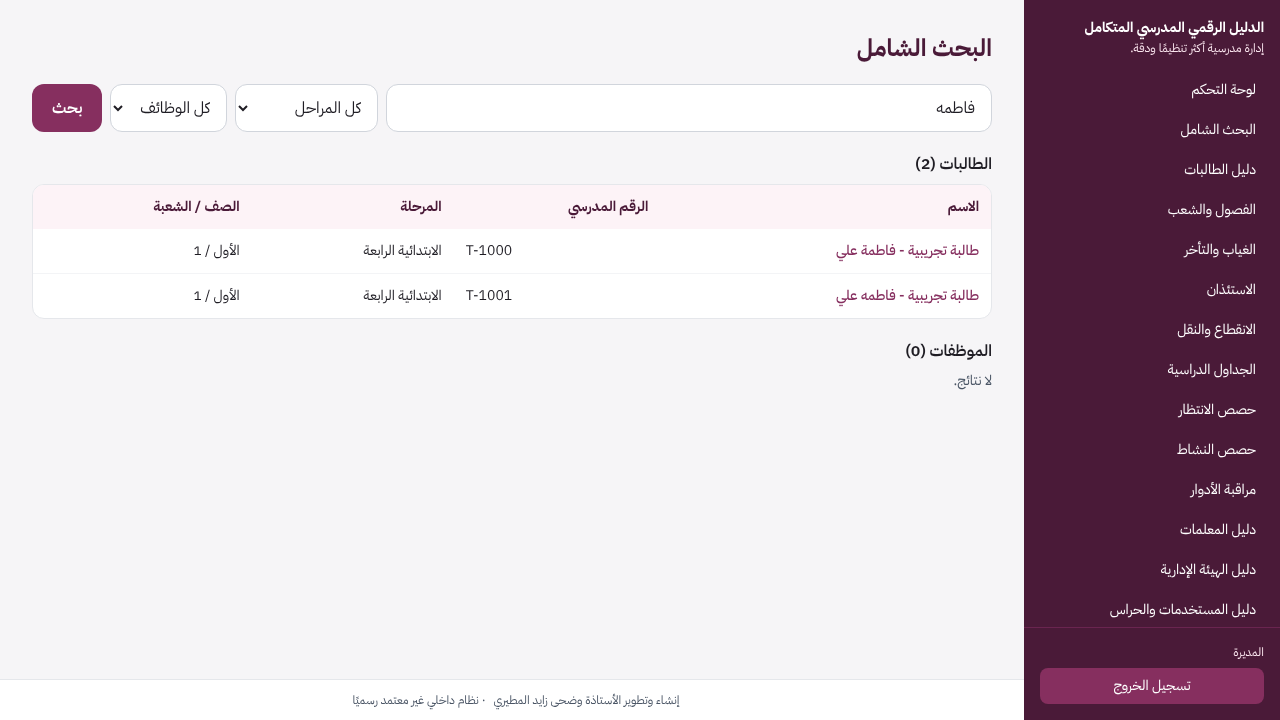 الدليل الرقمي المدرسي المتكامل
إدارة مدرسية أكثر تنظيمًا ودقة.
لوحة التحكم
البحث الشامل
دليل الطالبات
الفصول والشعب
الغياب والتأخر
الاستئذان
الانقطاع والنقل
الجداول الدراسية
حصص الانتظار
حصص النشاط
مراقبة الأدوار
دليل المعلمات
دليل الهيئة الإدارية
دليل المستخدمات والحراس
المديرة
تسجيل الخروج
البحث الشامل
فاطمه كل المراحل كل الوظائف بحث
الطالبات (2)
الاسم الرقم المدرسي المرحلة الصف / الشعبة
طالبة تجريبية - فاطمة علي T-1000 الابتدائية الرابعة الأول / 1
طالبة تجريبية - فاطمه علي T-1001 الابتدائية الرابعة الأول / 1
الموظفات (0)
لا نتائج.
إنشاء وتطوير الأستاذة وضحى زايد المطيري · نظام داخلي غير معتمد رسميًا